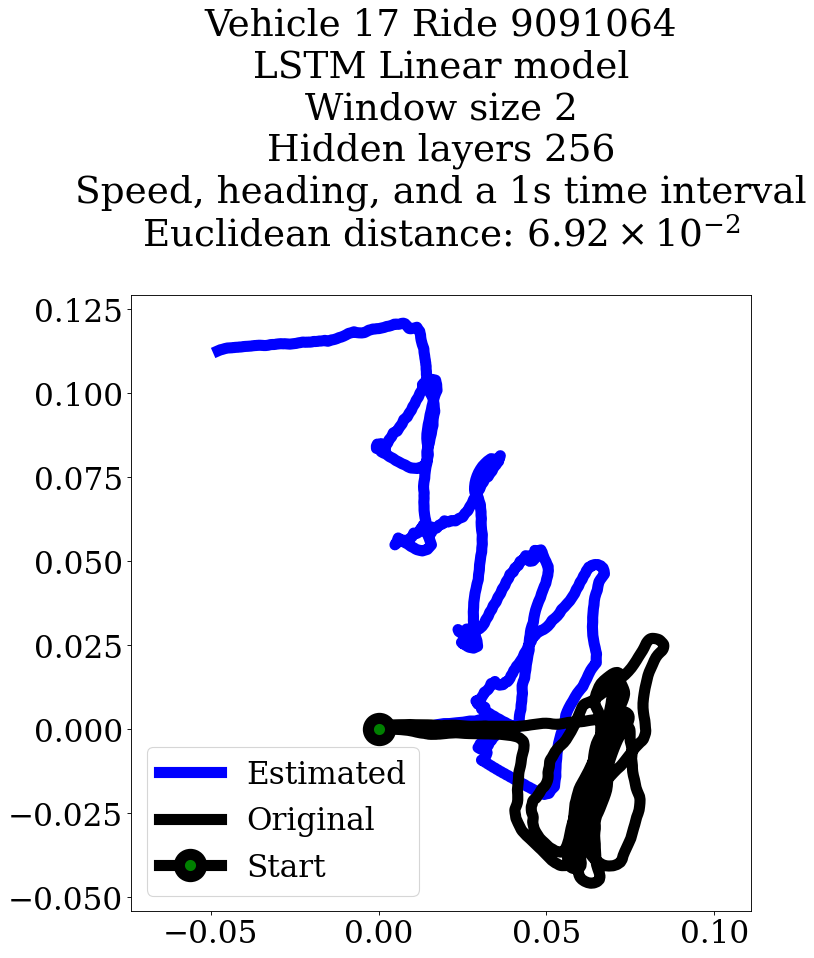 Vehicle 17 Ride 9091064
LSTM Linear model
Window size 2
Hidden layers 256
Speed, heading, and a 1s time interval
Euclidean distance: 6.92 × 10⁻²
0.125
0.100
0.075
0.050
0.025
0.000
−0.025
−0.050
Estimated
Original
Start
−0.05 0.00 0.05 0.10